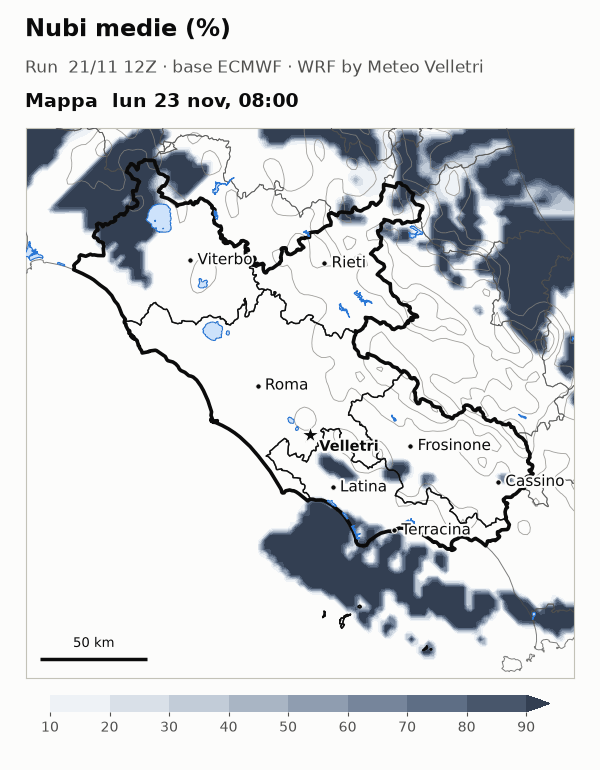 Nubi medie (%)
Run  21/11 12Z · base ECMWF · WRF by Meteo Velletri
Mappa  lun 23 nov, 08:00
Viterbo
Rieti
Roma
Velletri
Frosinone
Latina
Cassino
Terracina
50 km
10 20 30 40 50 60 70 80 90